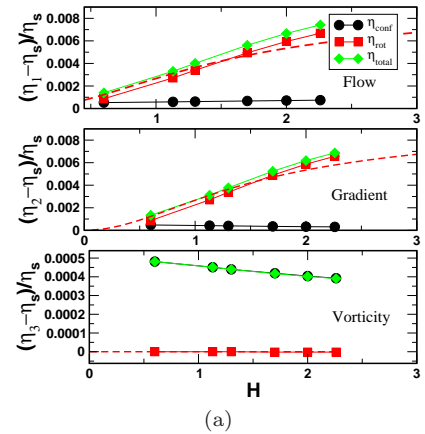 0.008
0.006
0.004
0.002
0
(η1−ηs)/ηs
ηconf
ηrot
ηtotal
Flow
1 2 3
0.008
0.006
0.004
0.002
0
(η2−ηs)/ηs
Gradient
0 1 2 3
0.0005
0.0004
0.0003
0.0002
0.0001
0
(η3−ηs)/ηs
Vorticity
0 1 2 3
H
(a)